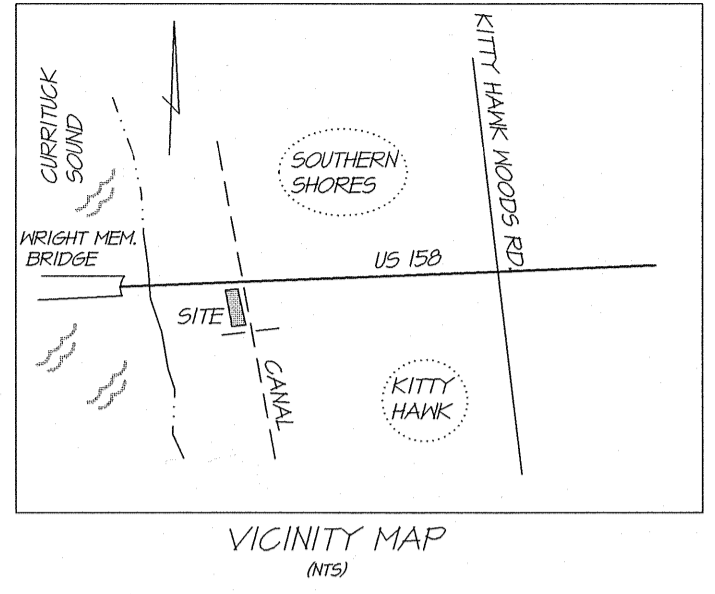 CURRITUCK
SOUND
SOUTHERN
SHORES
KITTY HAWK WOODS RD.
WRIGHT MEM.
BRIDGE
US 158
SITE
CANAL
KITTY
HAWK
VICINITY MAP
(NTS)